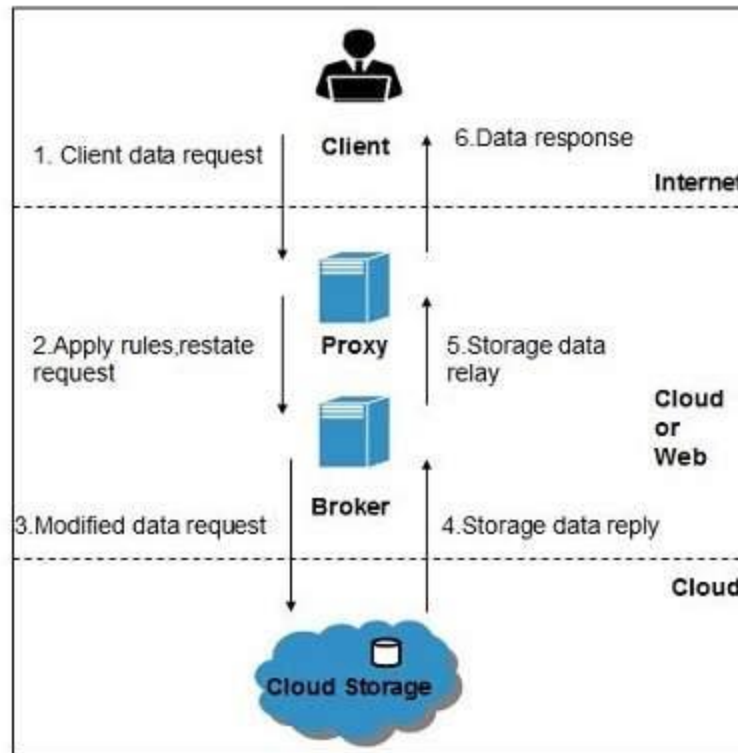 1. Client data request
Client
6.Data response
Internet
2.Apply rules,restate
request
Proxy
5.Storage data
relay
Cloud
or
Web
Broker
3.Modified data request
4.Storage data reply
Cloud
Cloud Storage